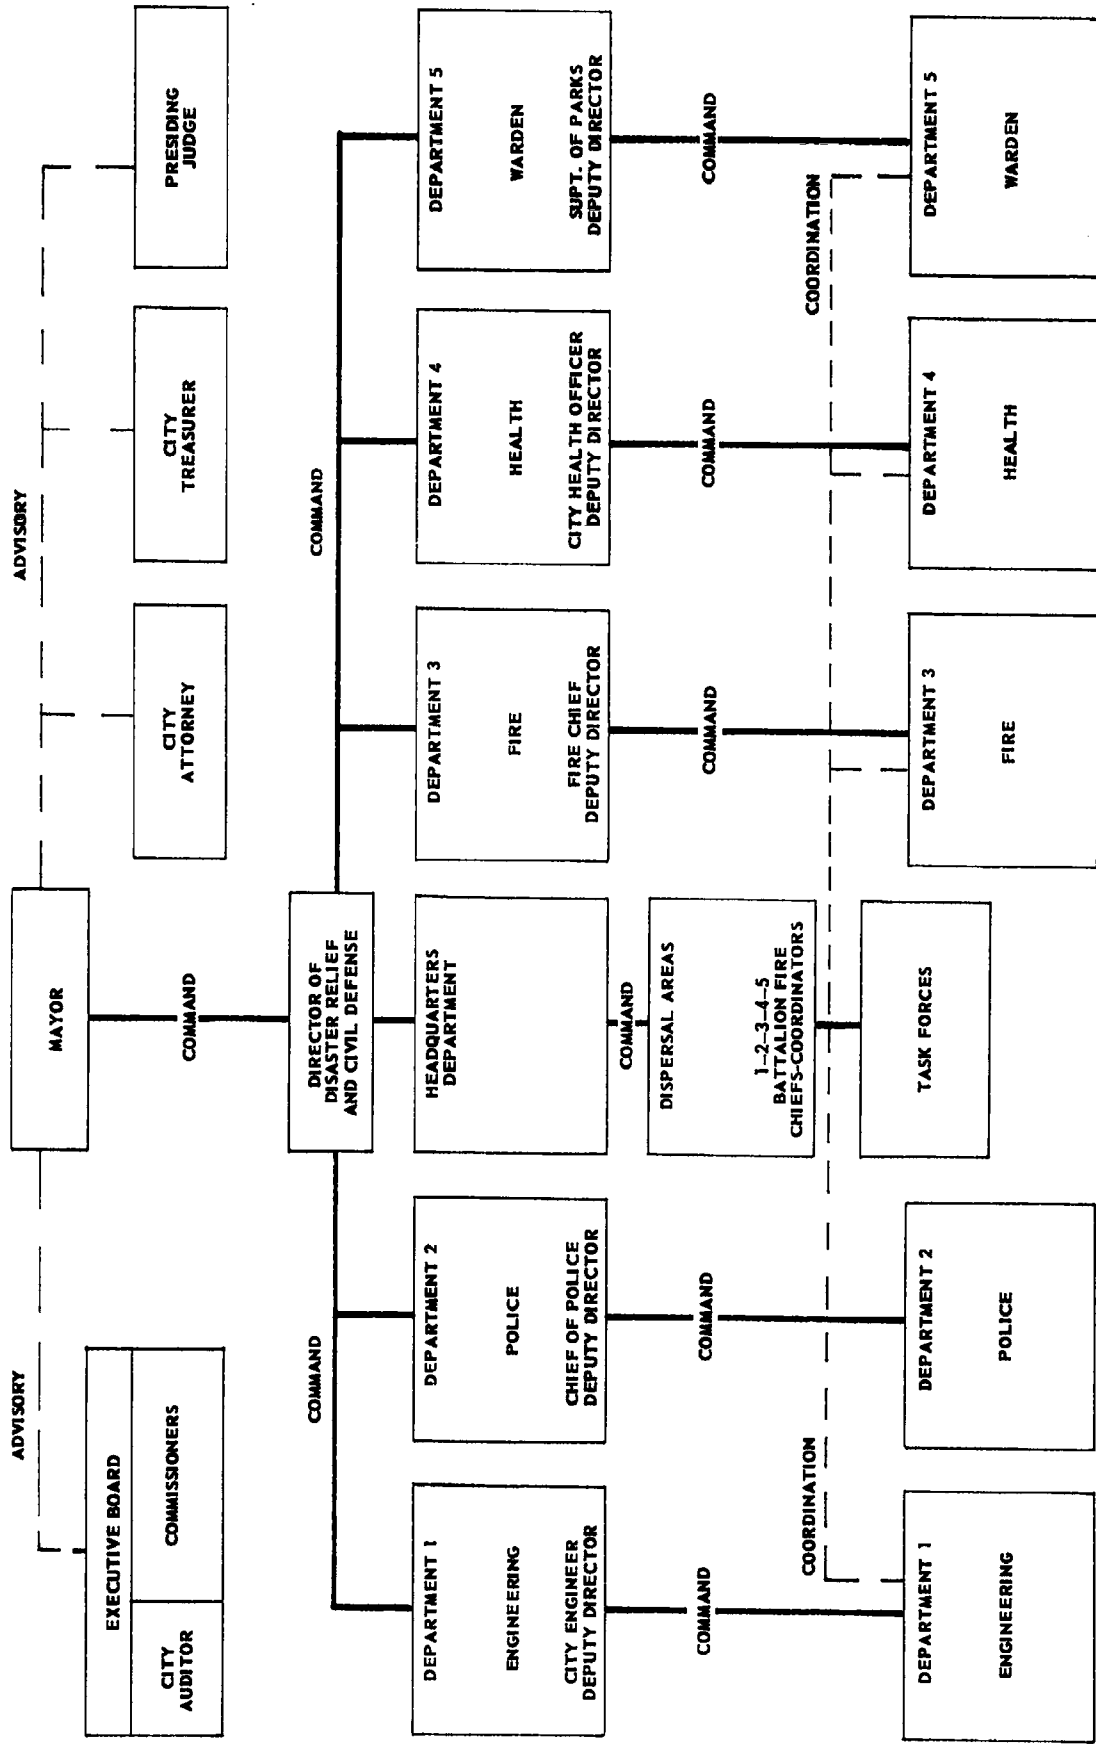 MAYOR
ADVISORY
ADVISORY
EXECUTIVE BOARD
CITY
AUDITOR
COMMISSIONERS
CITY
ATTORNEY
CITY
TREASURER
PRESIDING
JUDGE
COMMAND
DIRECTOR OF
DISASTER RELIEF
AND CIVIL DEFENSE
COMMAND
COMMAND
DEPARTMENT 1
ENGINEERING
CITY ENGINEER
DEPUTY DIRECTOR
DEPARTMENT 2
POLICE
CHIEF OF POLICE
DEPUTY DIRECTOR
HEADQUARTERS
DEPARTMENT
DEPARTMENT 3
FIRE
FIRE CHIEF
DEPUTY DIRECTOR
DEPARTMENT 4
HEALTH
CITY HEALTH OFFICER
DEPUTY DIRECTOR
DEPARTMENT 5
WARDEN
SUPT. OF PARKS
DEPUTY DIRECTOR
COMMAND
COMMAND
COMMAND
COMMAND
COMMAND
COMMAND
DISPERSAL AREAS
1-2-3-4-5
BATTALION FIRE
CHIEFS-COORDINATORS
COORDINATION
COORDINATION
DEPARTMENT 1
ENGINEERING
DEPARTMENT 2
POLICE
TASK FORCES
DEPARTMENT 3
FIRE
DEPARTMENT 4
HEALTH
DEPARTMENT 5
WARDEN